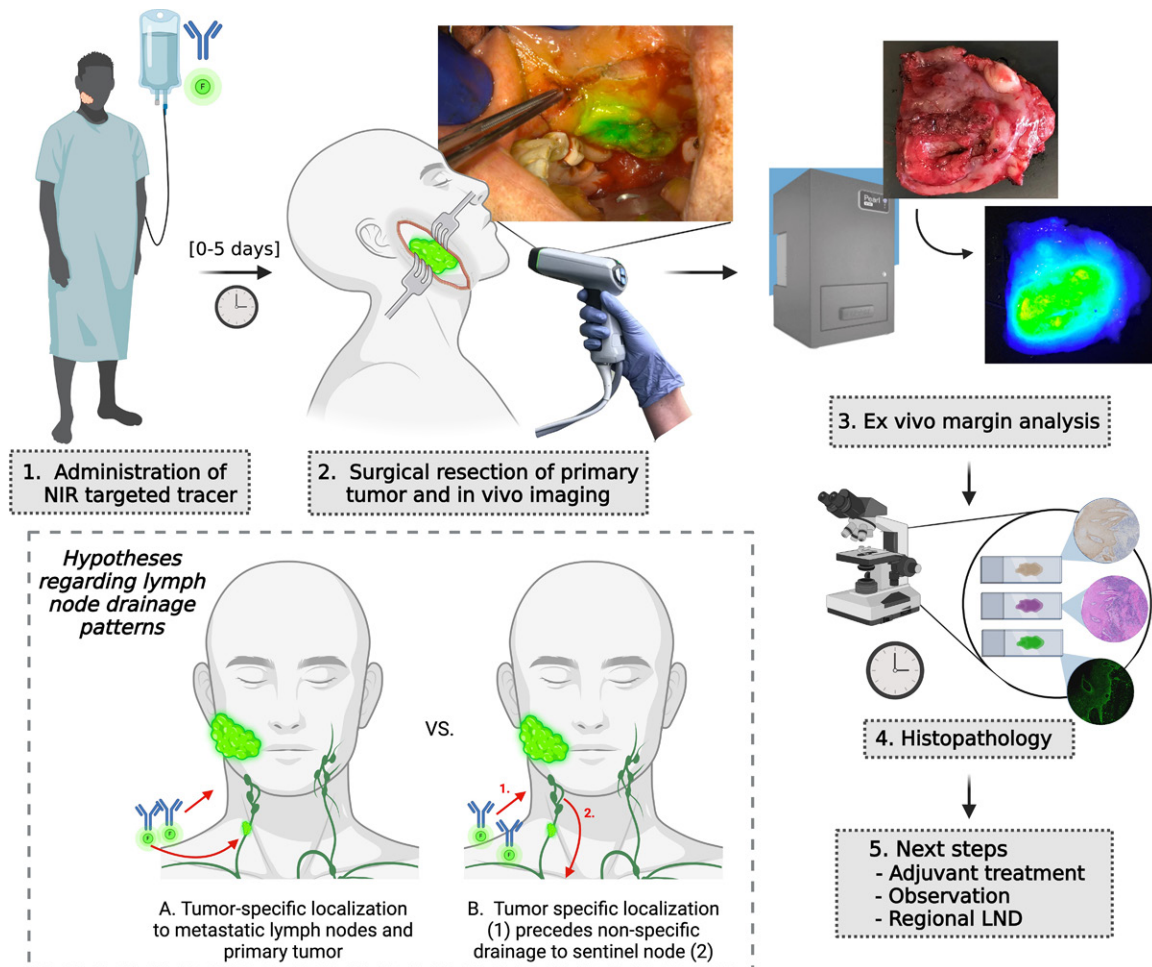 F
[0-5 days]
Pearl
1. Administration of
NIR targeted tracer
2. Surgical resection of primary
tumor and in vivo imaging
3. Ex vivo margin analysis
4. Histopathology
5. Next steps
- Adjuvant treatment
- Observation
- Regional LND
Hypotheses
regarding lymph
node drainage
patterns
VS.
F
1.
2.
F
F
A. Tumor-specific localization
to metastatic lymph nodes and
primary tumor
B. Tumor specific localization
(1) precedes non-specific
drainage to sentinel node (2)